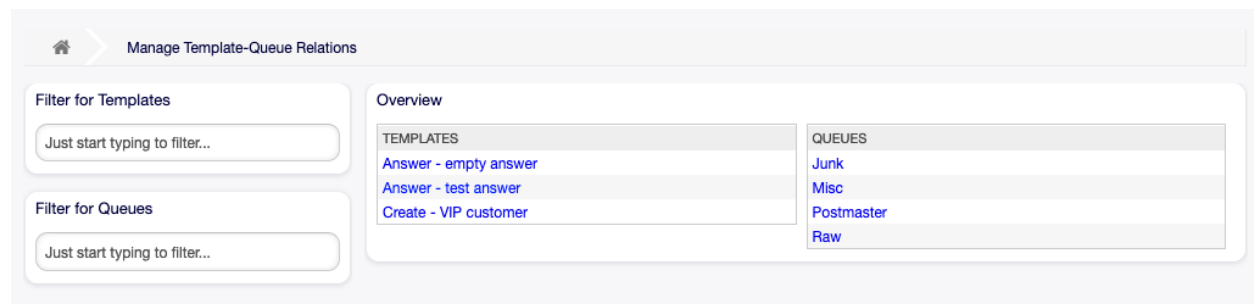 Manage Template-Queue Relations
Filter for Templates
Just start typing to filter...
Filter for Queues
Just start typing to filter...
Overview
TEMPLATES
Answer - empty answer
Answer - test answer
Create - VIP customer
QUEUES
Junk
Misc
Postmaster
Raw